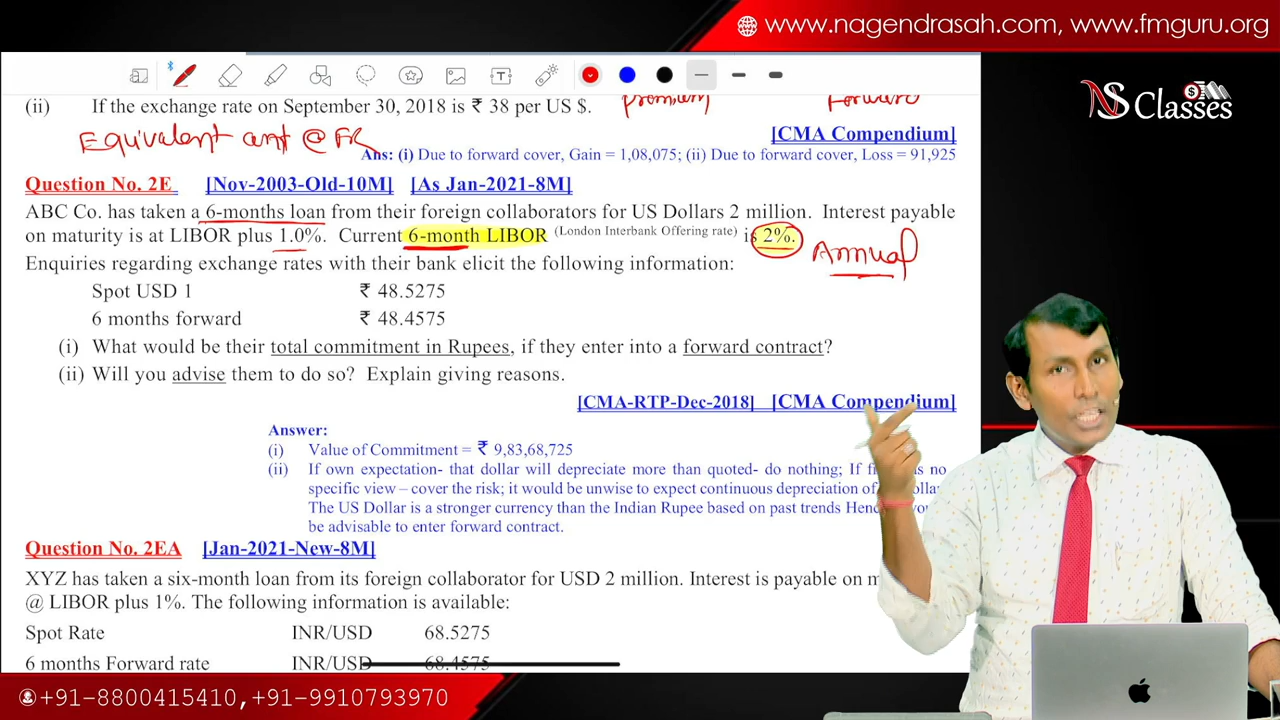 www.nagendrasah.com, www.fmguru.org
NS Classes
(ii) If the exchange rate on September 30, 2018 is ₹ 38 per US $.
premium Forward
Equivalent amt @ FR
[CMA Compendium]
Ans: (i) Due to forward cover, Gain = 1,08,075; (ii) Due to forward cover, Loss = 91,925
Question No. 2E [Nov-2003-Old-10M] [As Jan-2021-8M]
ABC Co. has taken a 6-months loan from their foreign collaborators for US Dollars 2 million. Interest payable
on maturity is at LIBOR plus 1.0%. Current 6-month LIBOR (London Interbank Offering rate) is 2%.
Annual
Enquiries regarding exchange rates with their bank elicit the following information:
Spot USD 1 ₹ 48.5275
6 months forward ₹ 48.4575
(i) What would be their total commitment in Rupees, if they enter into a forward contract?
(ii) Will you advise them to do so? Explain giving reasons.
[CMA-RTP-Dec-2018] [CMA Compendium]
Answer:
(i) Value of Commitment = ₹ 9,83,68,725
(ii) If own expectation- that dollar will depreciate more than quoted- do nothing; If no
specific view – cover the risk; it would be unwise to expect continuous depreciation of
The US Dollar is a stronger currency than the Indian Rupee based on past trends
be advisable to enter forward contract.
Question No. 2EA [Jan-2021-New-8M]
XYZ has taken a six-month loan from its foreign collaborator for USD 2 million. Interest is payable on
@ LIBOR plus 1%. The following information is available:
Spot Rate INR/USD 68.5275
6 months Forward rate INR/USD 68.4575
+91-8800415410,+91-9910793970